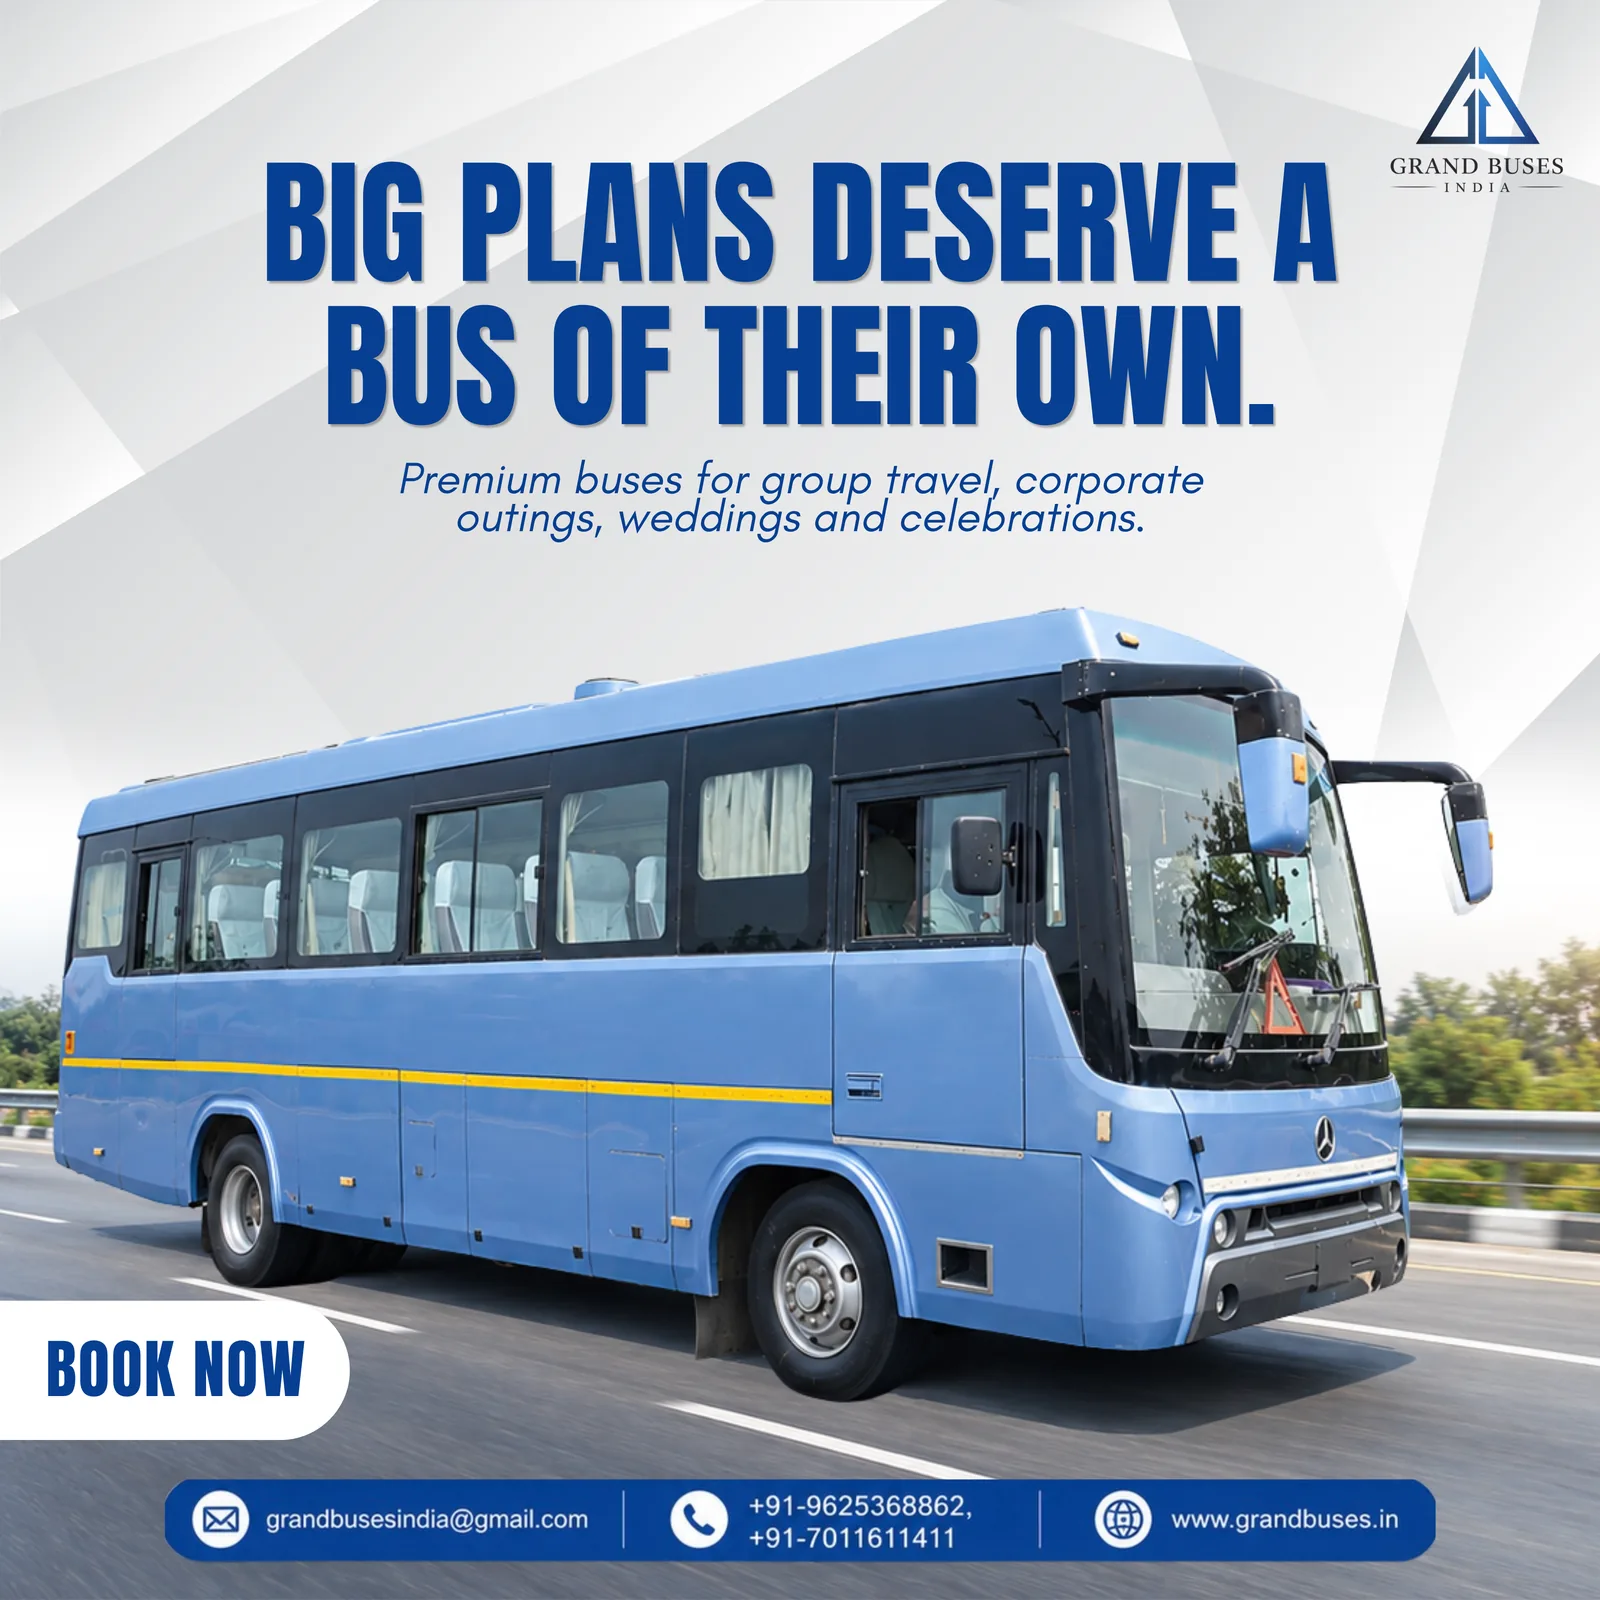 GRAND BUSES
INDIA
BIG PLANS DESERVE A
BUS OF THEIR OWN.
Premium buses for group travel, corporate
outings, weddings and celebrations.
BOOK NOW
grandbusesindia@gmail.com
+91-9625368862,
+91-7011611411
www.grandbuses.in